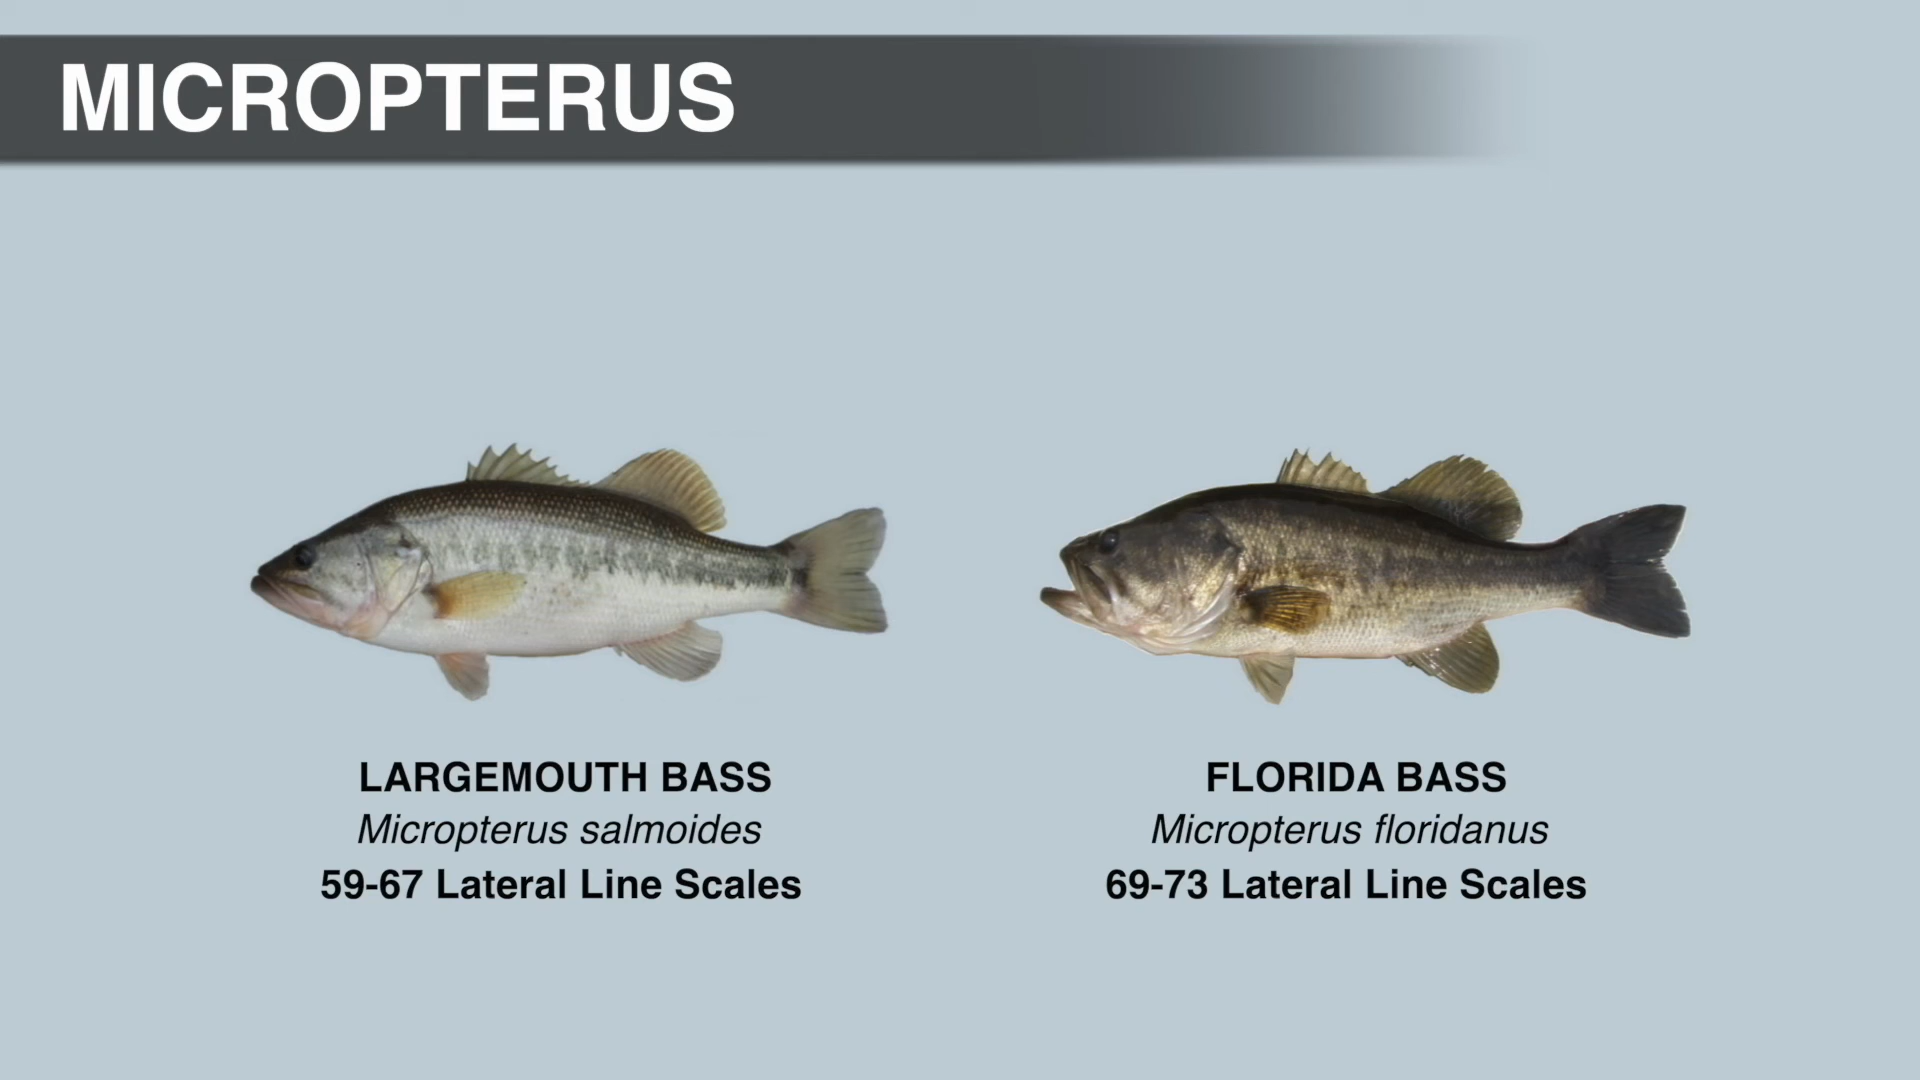 MICROPTERUS
LARGEMOUTH BASS
Micropterus salmoides
59-67 Lateral Line Scales
FLORIDA BASS
Micropterus floridanus
69-73 Lateral Line Scales